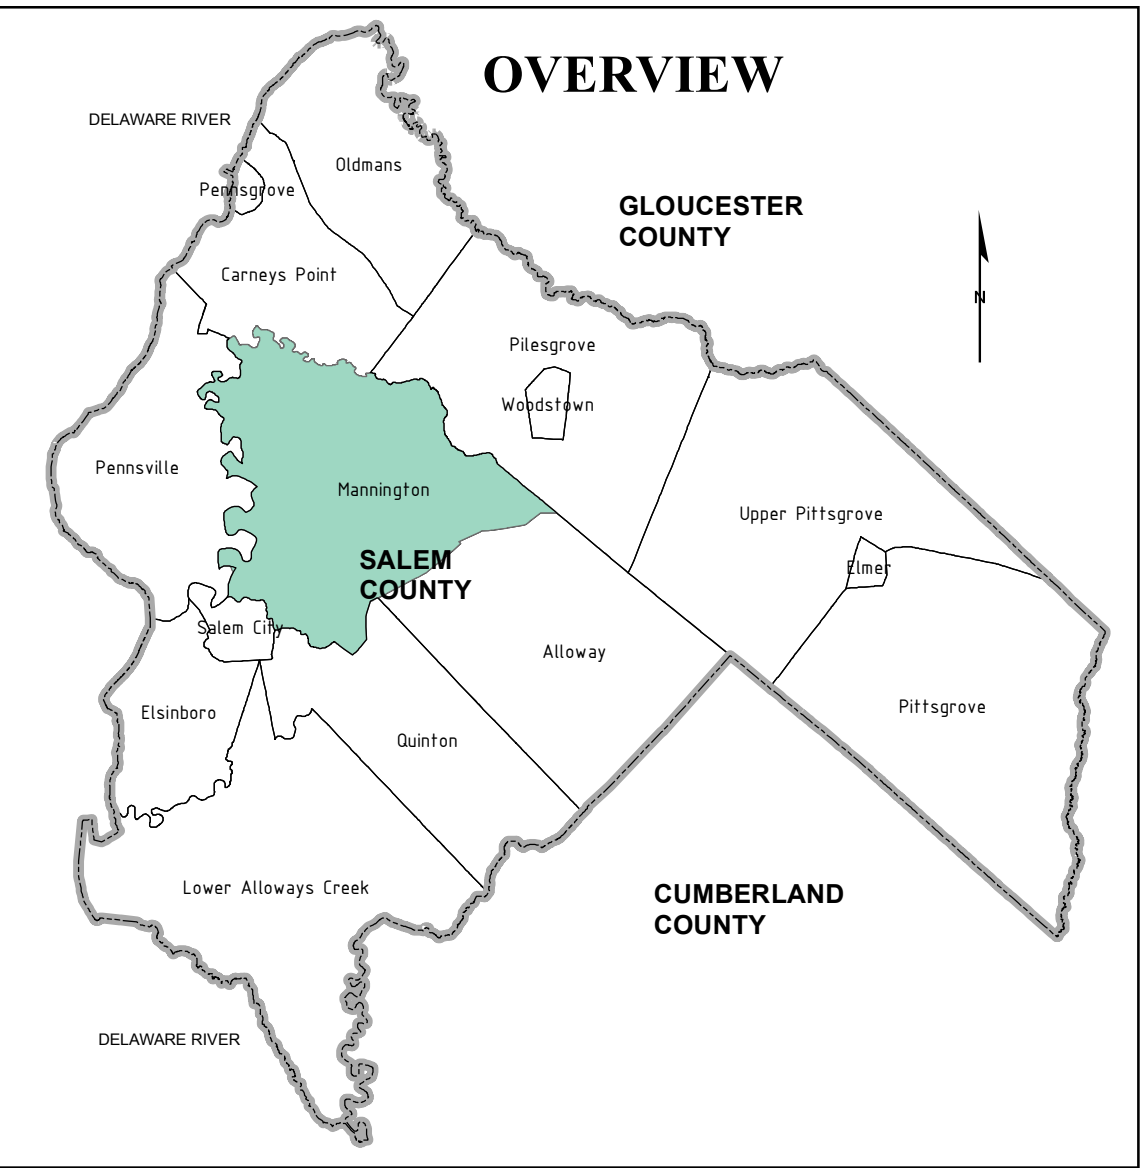 OVERVIEW
DELAWARE RIVER
Oldmans
Pennsgrove
GLOUCESTER
COUNTY
Carneys Point
N
Pilesgrove
Woodstown
Pennsville
Mannington
Upper Pittsgrove
SALEM
COUNTY
Elmer
Salem City
Alloway
Elsinboro
Pittsgrove
Quinton
Lower Alloways Creek
CUMBERLAND
COUNTY
DELAWARE RIVER